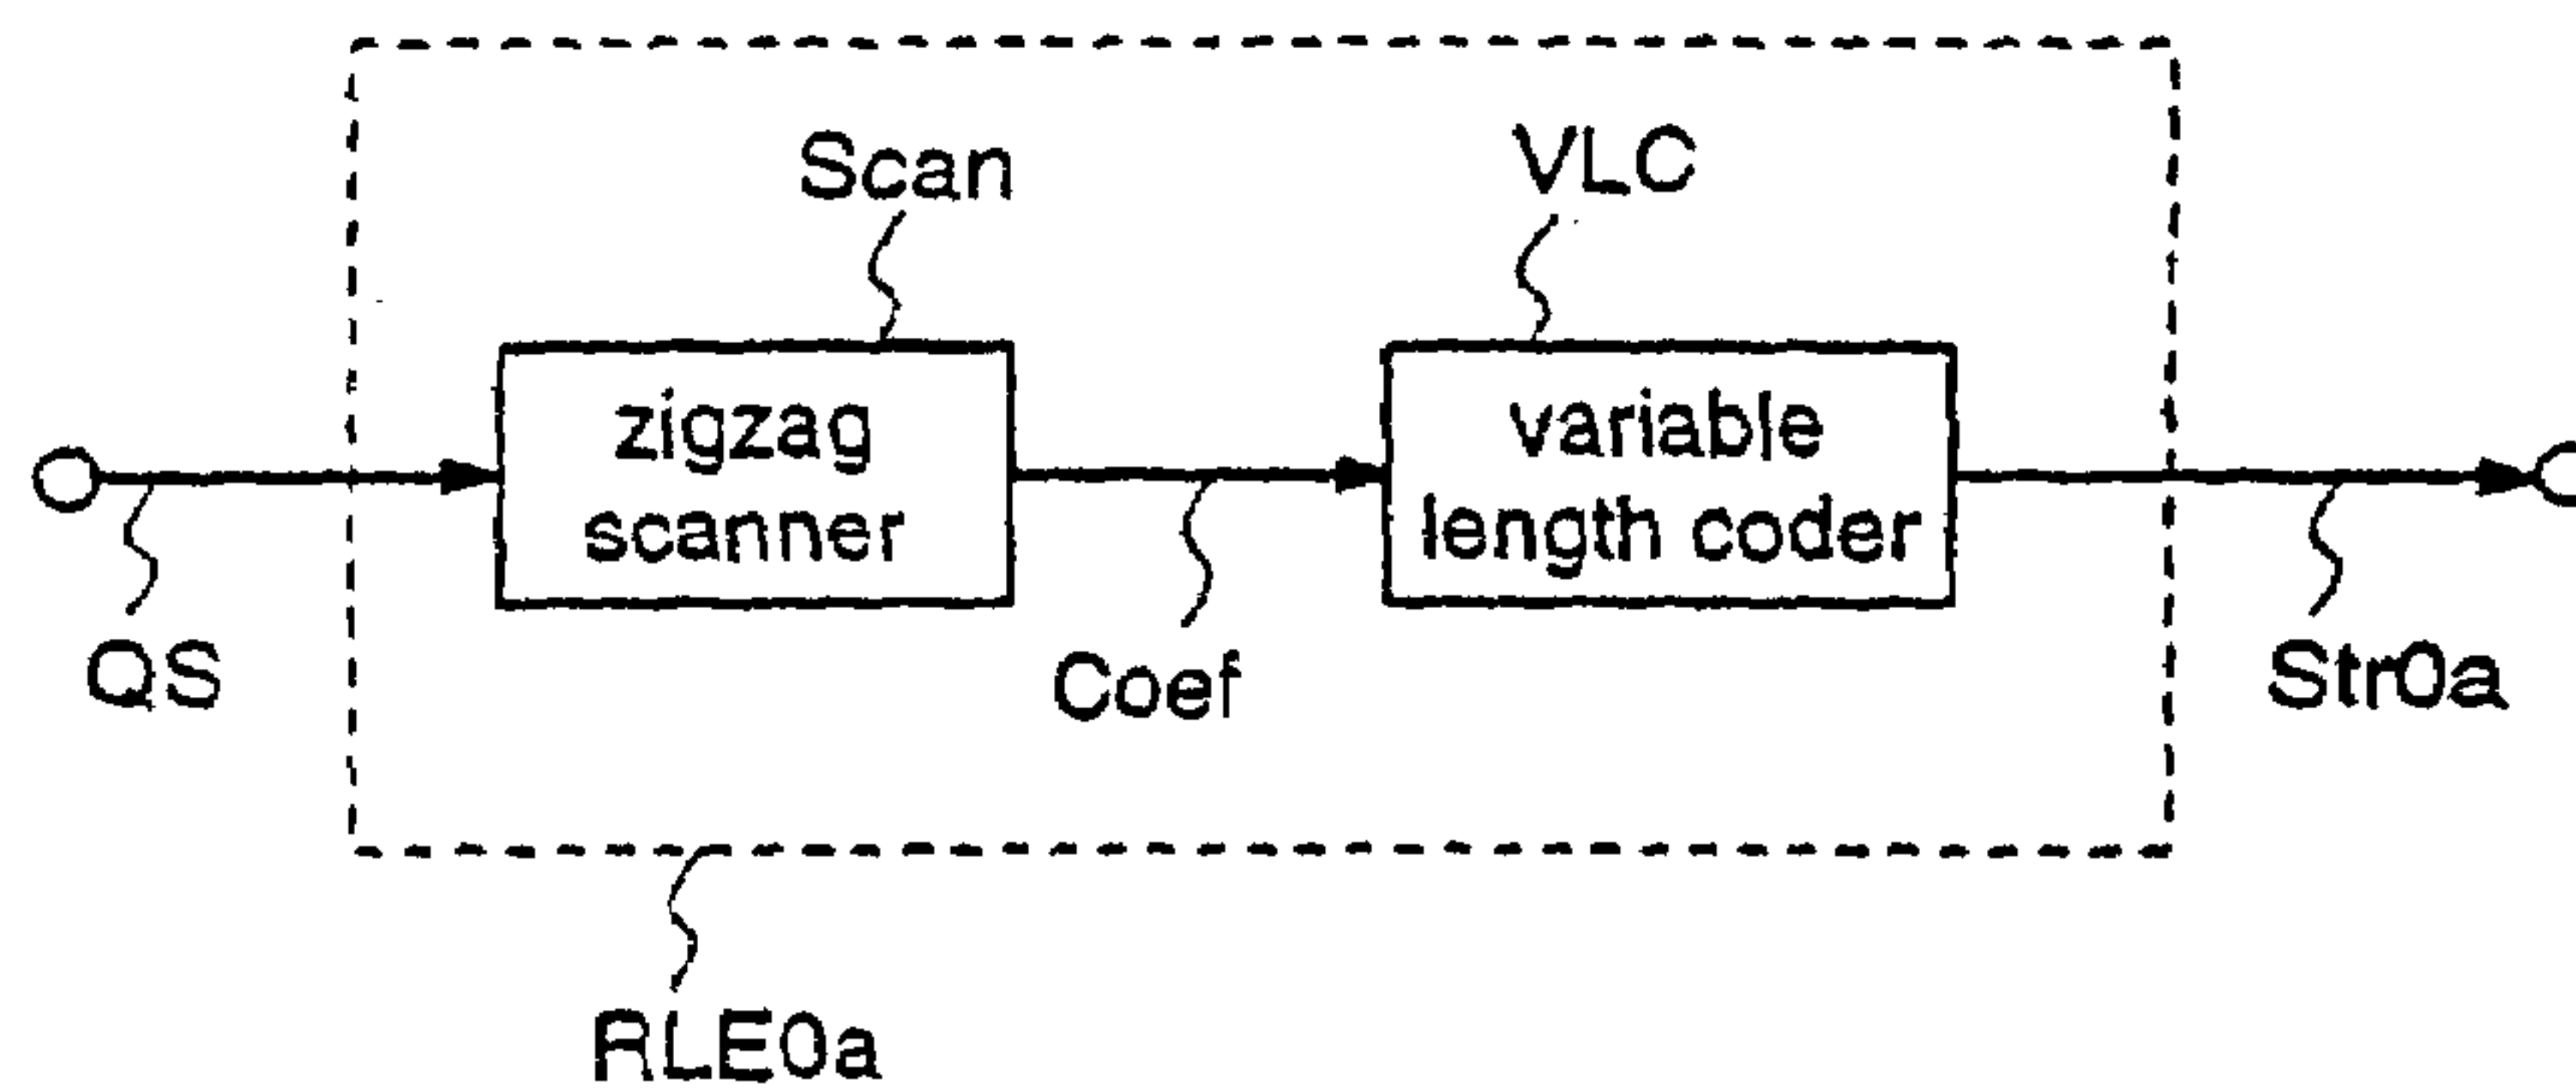 Scan
VLC
zigzag
scanner
variable
length coder
QS
Coef
Str0a
RLE0a